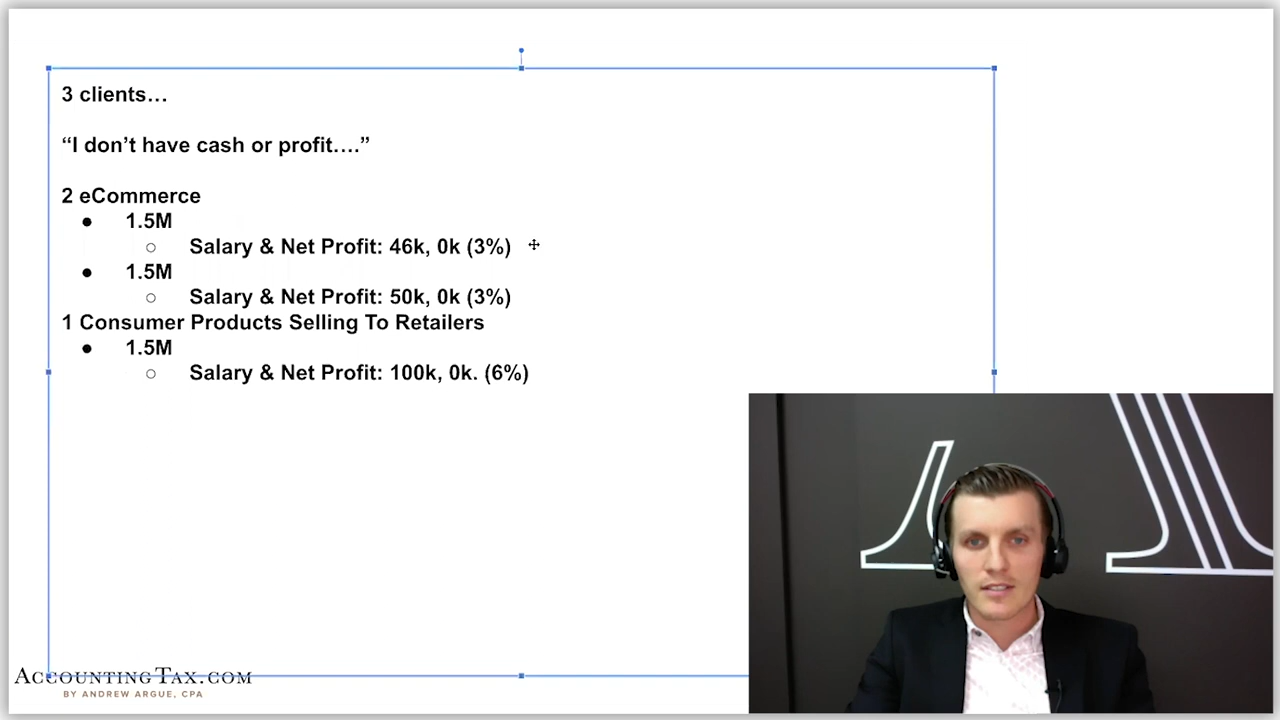 3 clients…
“I don’t have cash or profit….”
2 eCommerce
● 1.5M
○ Salary & Net Profit: 46k, 0k (3%)
● 1.5M
○ Salary & Net Profit: 50k, 0k (3%)
1 Consumer Products Selling To Retailers
● 1.5M
○ Salary & Net Profit: 100k, 0k. (6%)
ACCOUNTINGTAX.COM
BY ANDREW ARGUE, CPA